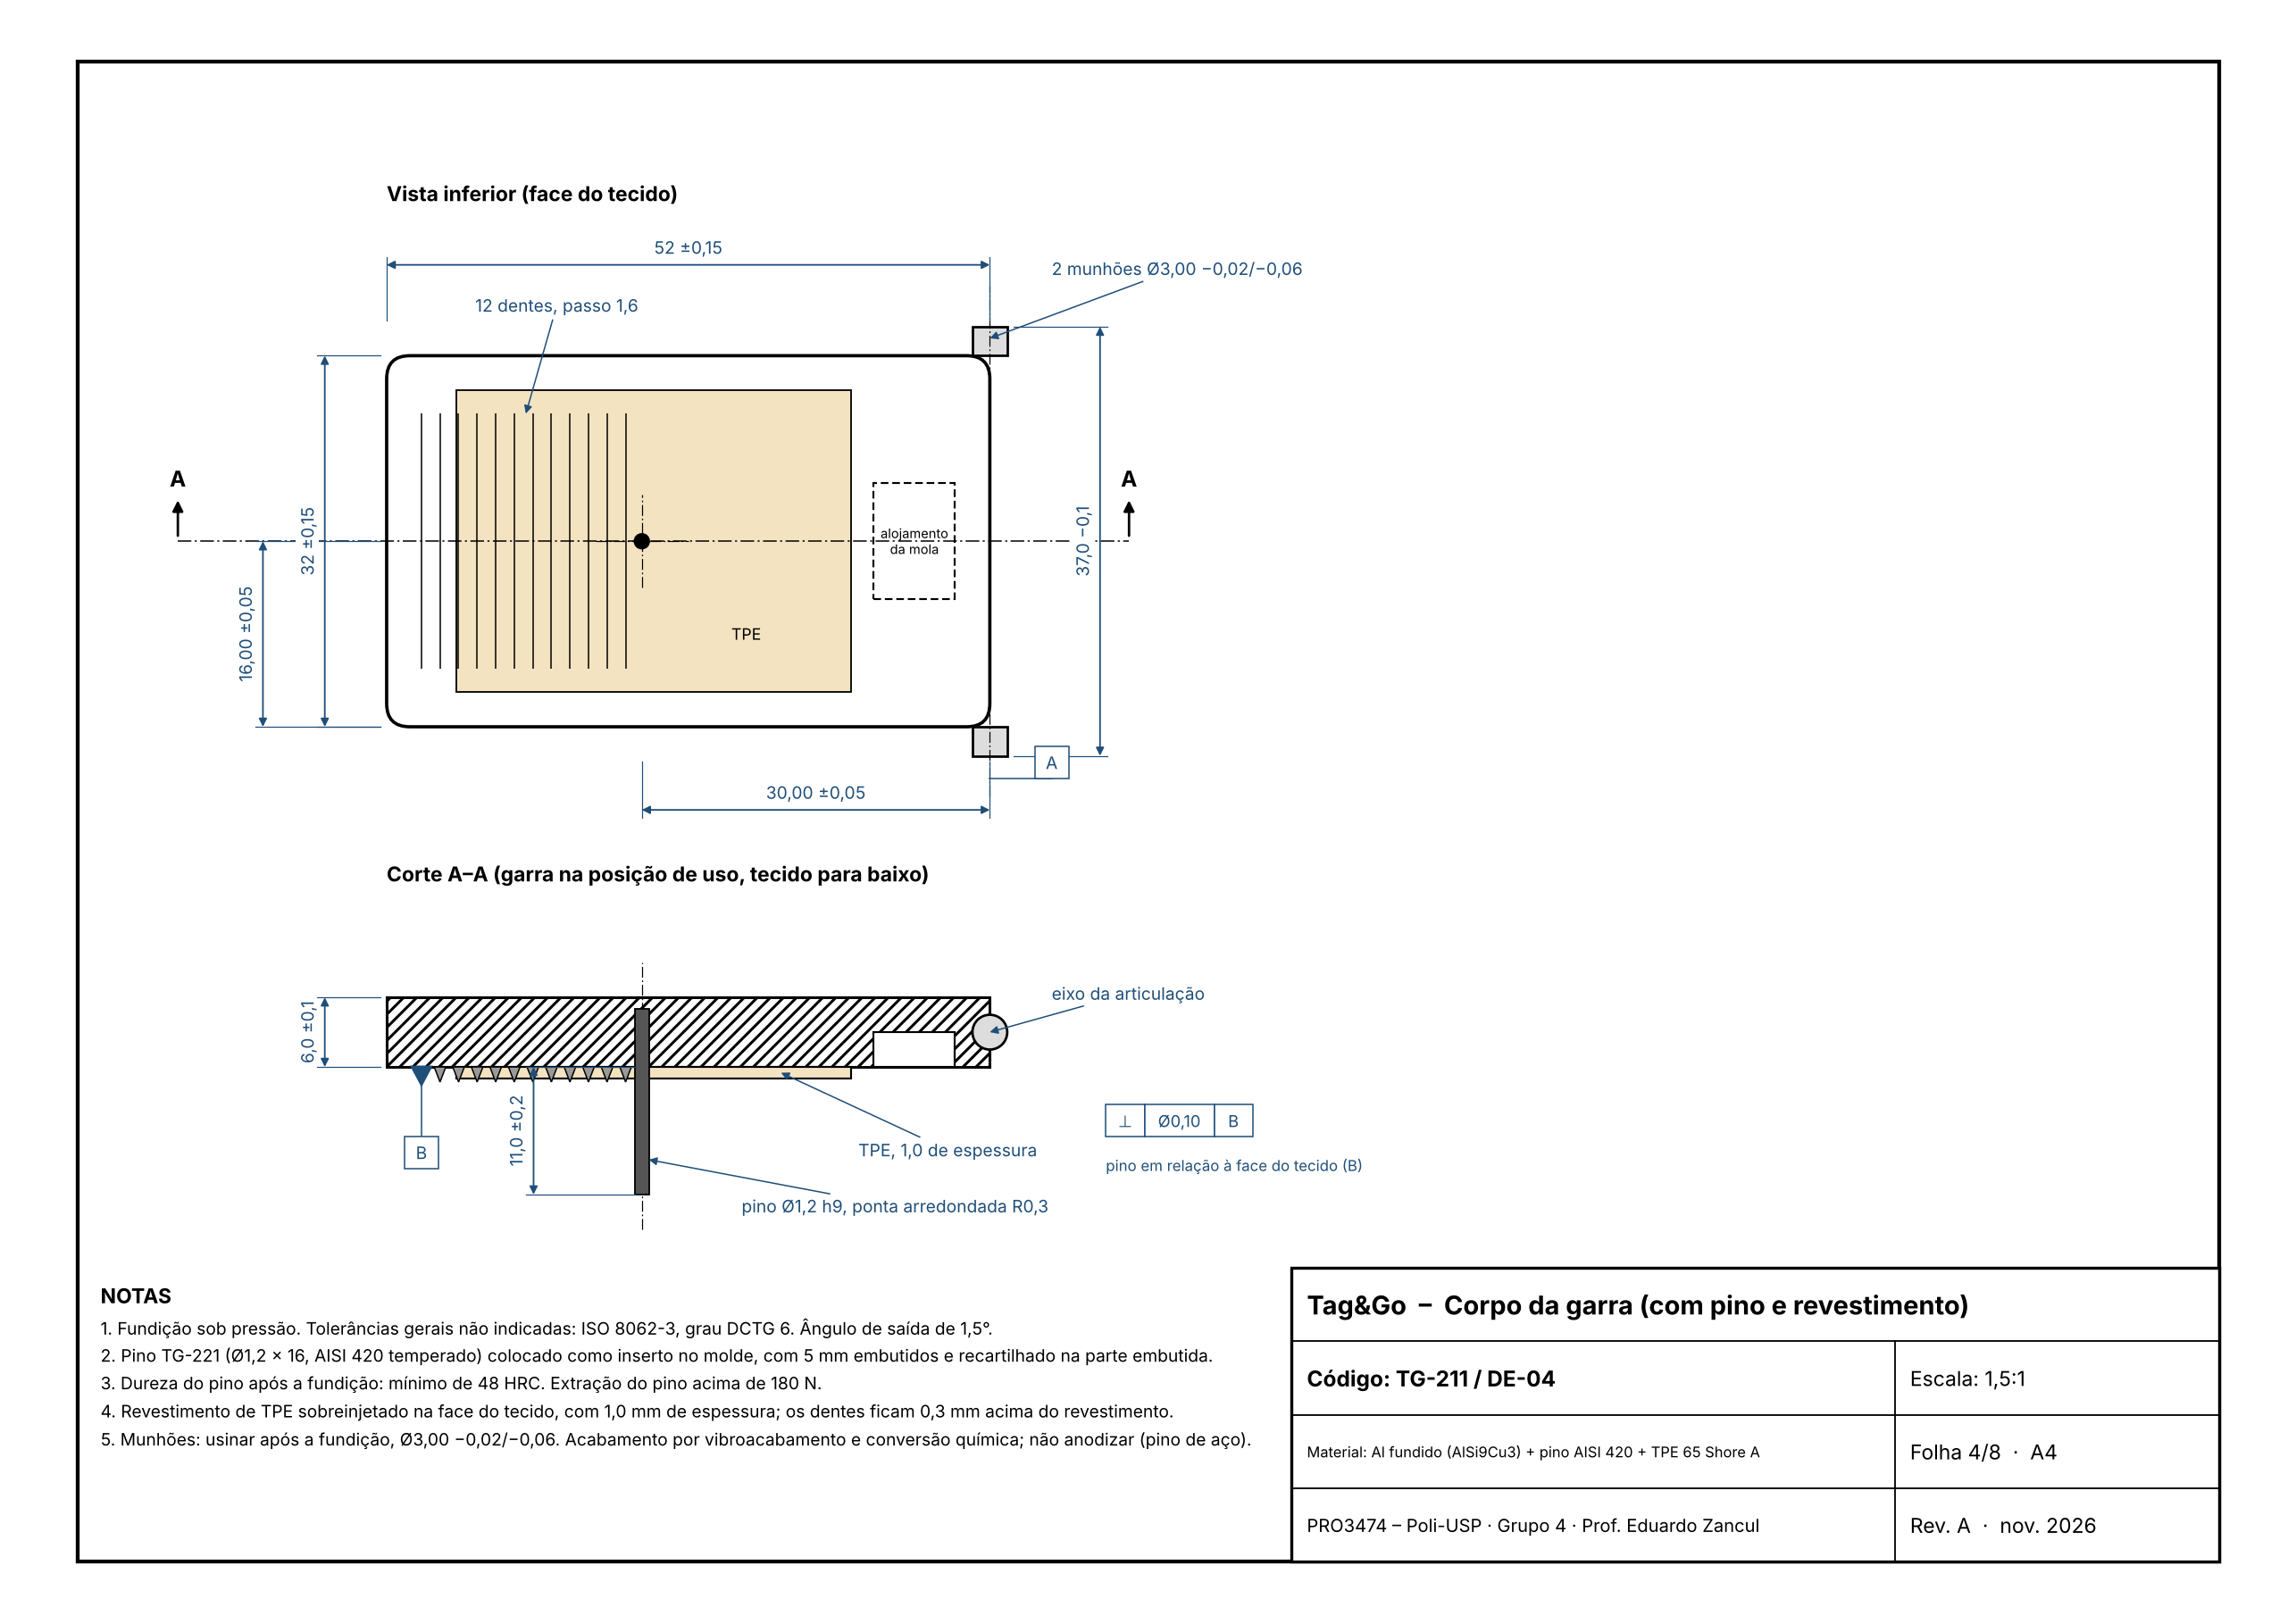 Vista inferior (face do tecido)
52 ±0,15
2 munhões Ø3,00 −0,02/−0,06
12 dentes, passo 1,6
A
A
32 ±0,15
37,0 −0,1
alojamento
da mola
16,00 ±0,05
TPE
A
30,00 ±0,05
Corte A–A (garra na posição de uso, tecido para baixo)
eixo da articulação
6,0 ±0,1
11,0 ±0,2
⊥ Ø0,10 B
B
TPE, 1,0 de espessura
pino em relação à face do tecido (B)
pino Ø1,2 h9, ponta arredondada R0,3
NOTAS
1. Fundição sob pressão. Tolerâncias gerais não indicadas: ISO 8062-3, grau DCTG 6. Ângulo de saída de 1,5°.
2. Pino TG-221 (Ø1,2 × 16, AISI 420 temperado) colocado como inserto no molde, com 5 mm embutidos e recartilhado na parte embutida.
3. Dureza do pino após a fundição: mínimo de 48 HRC. Extração do pino acima de 180 N.
4. Revestimento de TPE sobreinjetado na face do tecido, com 1,0 mm de espessura; os dentes ficam 0,3 mm acima do revestimento.
5. Munhões: usinar após a fundição, Ø3,00 −0,02/−0,06. Acabamento por vibroacabamento e conversão química; não anodizar (pino de aço).
Tag&Go – Corpo da garra (com pino e revestimento)
Código: TG-211 / DE-04
Escala: 1,5:1
Material: Al fundido (AlSi9Cu3) + pino AISI 420 + TPE 65 Shore A
Folha 4/8 · A4
PRO3474 – Poli-USP · Grupo 4 · Prof. Eduardo Zancul
Rev. A · nov. 2026